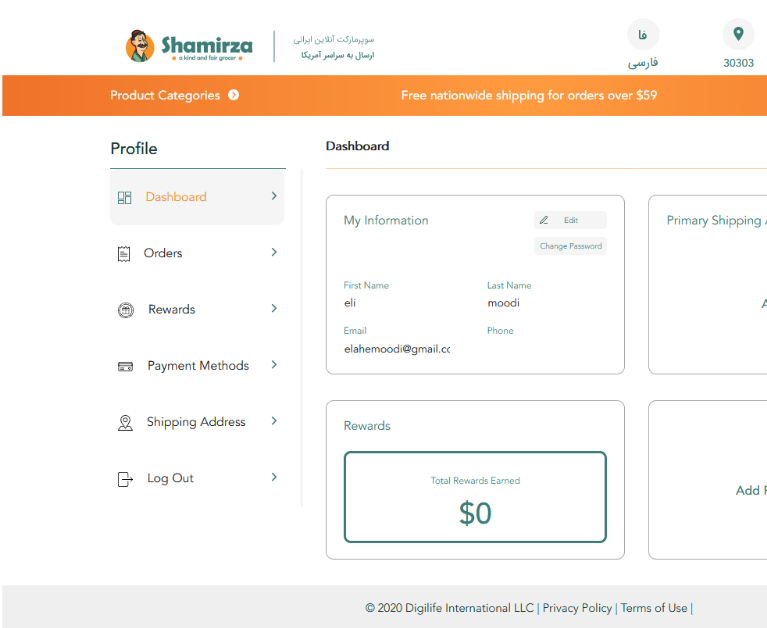 Shamirza
a kind and fair grocer
سوپرمارکت آنلاین ایرانی
ارسال به سراسر آمریکا
فا
فارسی
30303
Product Categories
Free nationwide shipping for orders over $59
Profile
Dashboard
Orders
Rewards
Payment Methods
Shipping Address
Log Out
Dashboard
My Information
Edit
Change Password
First Name
Last Name
eli
moodi
Email
Phone
elahemoodi@gmail.cc
Primary Shipping A
A
Rewards
Total Rewards Earned
$0
Add P
© 2020 Digilife International LLC | Privacy Policy | Terms of Use |